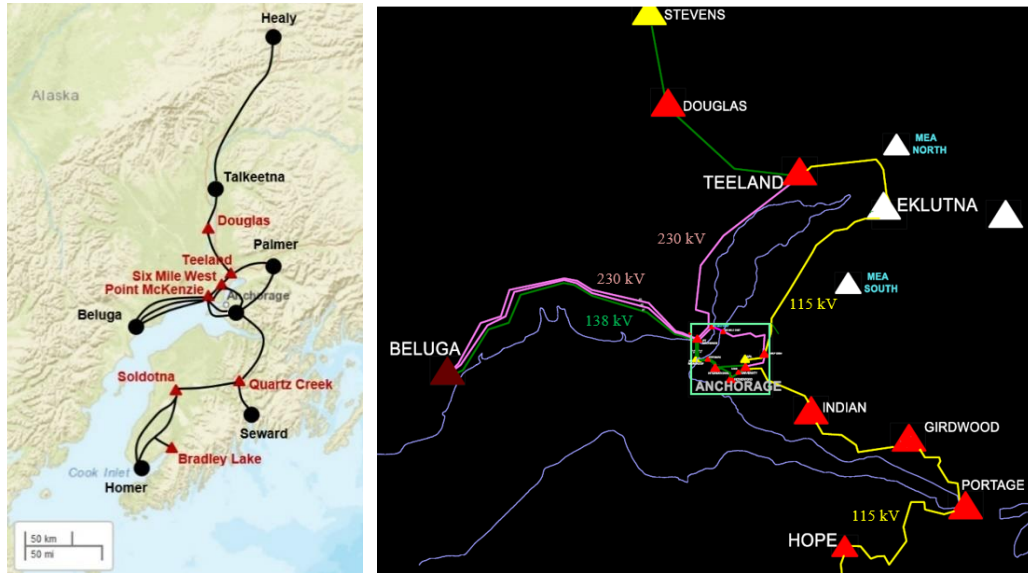 Healy
Alaska
Talkeetna
Douglas
Palmer
Teeland
Six Mile West
Point McKenzie
Anchorage
Beluga
Soldotna
Quartz Creek
Seward
Bradley Lake
Cook Inlet
Homer
50 km
50 mi
STEVENS
DOUGLAS
MEA
NORTH
TEELAND
EKLUTNA
230 kV
230 kV
MEA
SOUTH
115 kV
138 kV
BELUGA
ANCHORAGE
INDIAN
GIRDWOOD
PORTAGE
115 kV
HOPE